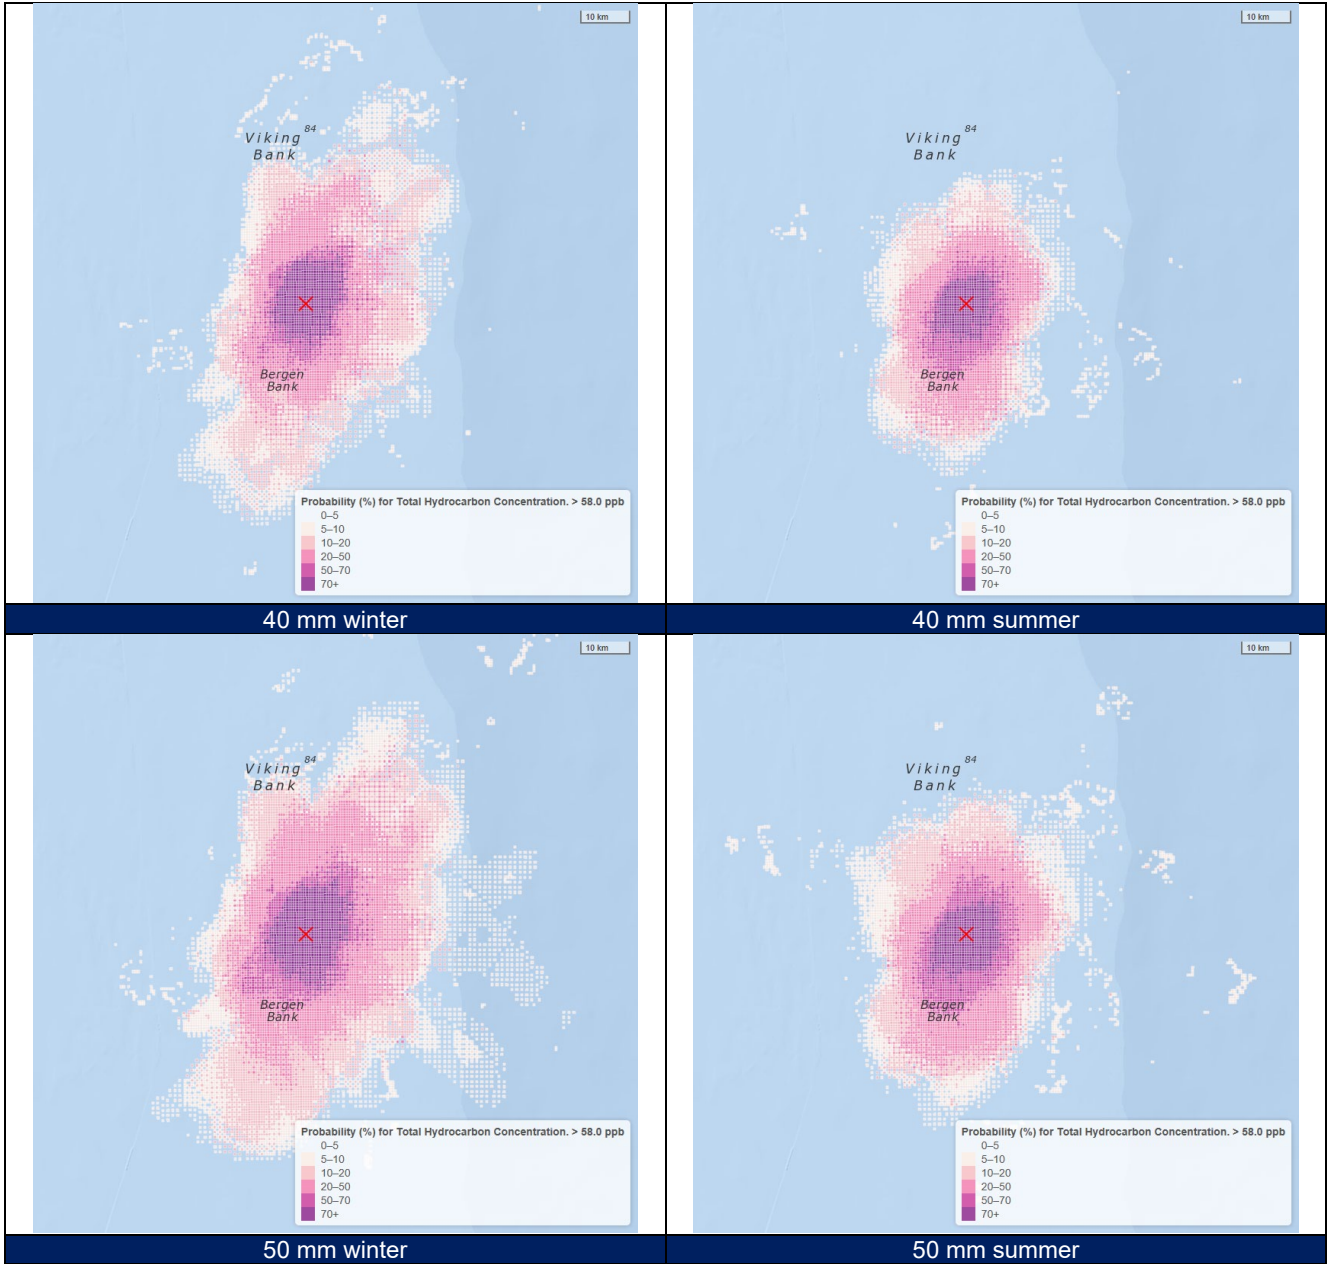 10 km
Viking 84
Bank
Bergen
Bank
Probability (%) for Total Hydrocarbon Concentration. > 58.0 ppb
0–5
5–10
10–20
20–50
50–70
70+
10 km
Viking 84
Bank
Bergen
Bank
Probability (%) for Total Hydrocarbon Concentration. > 58.0 ppb
0–5
5–10
10–20
20–50
50–70
70+
40 mm winter
40 mm summer
10 km
Viking 84
Bank
Bergen
Bank
Probability (%) for Total Hydrocarbon Concentration. > 58.0 ppb
0–5
5–10
10–20
20–50
50–70
70+
10 km
Viking 84
Bank
Bergen
Bank
Probability (%) for Total Hydrocarbon Concentration. > 58.0 ppb
0–5
5–10
10–20
20–50
50–70
70+
50 mm winter
50 mm summer